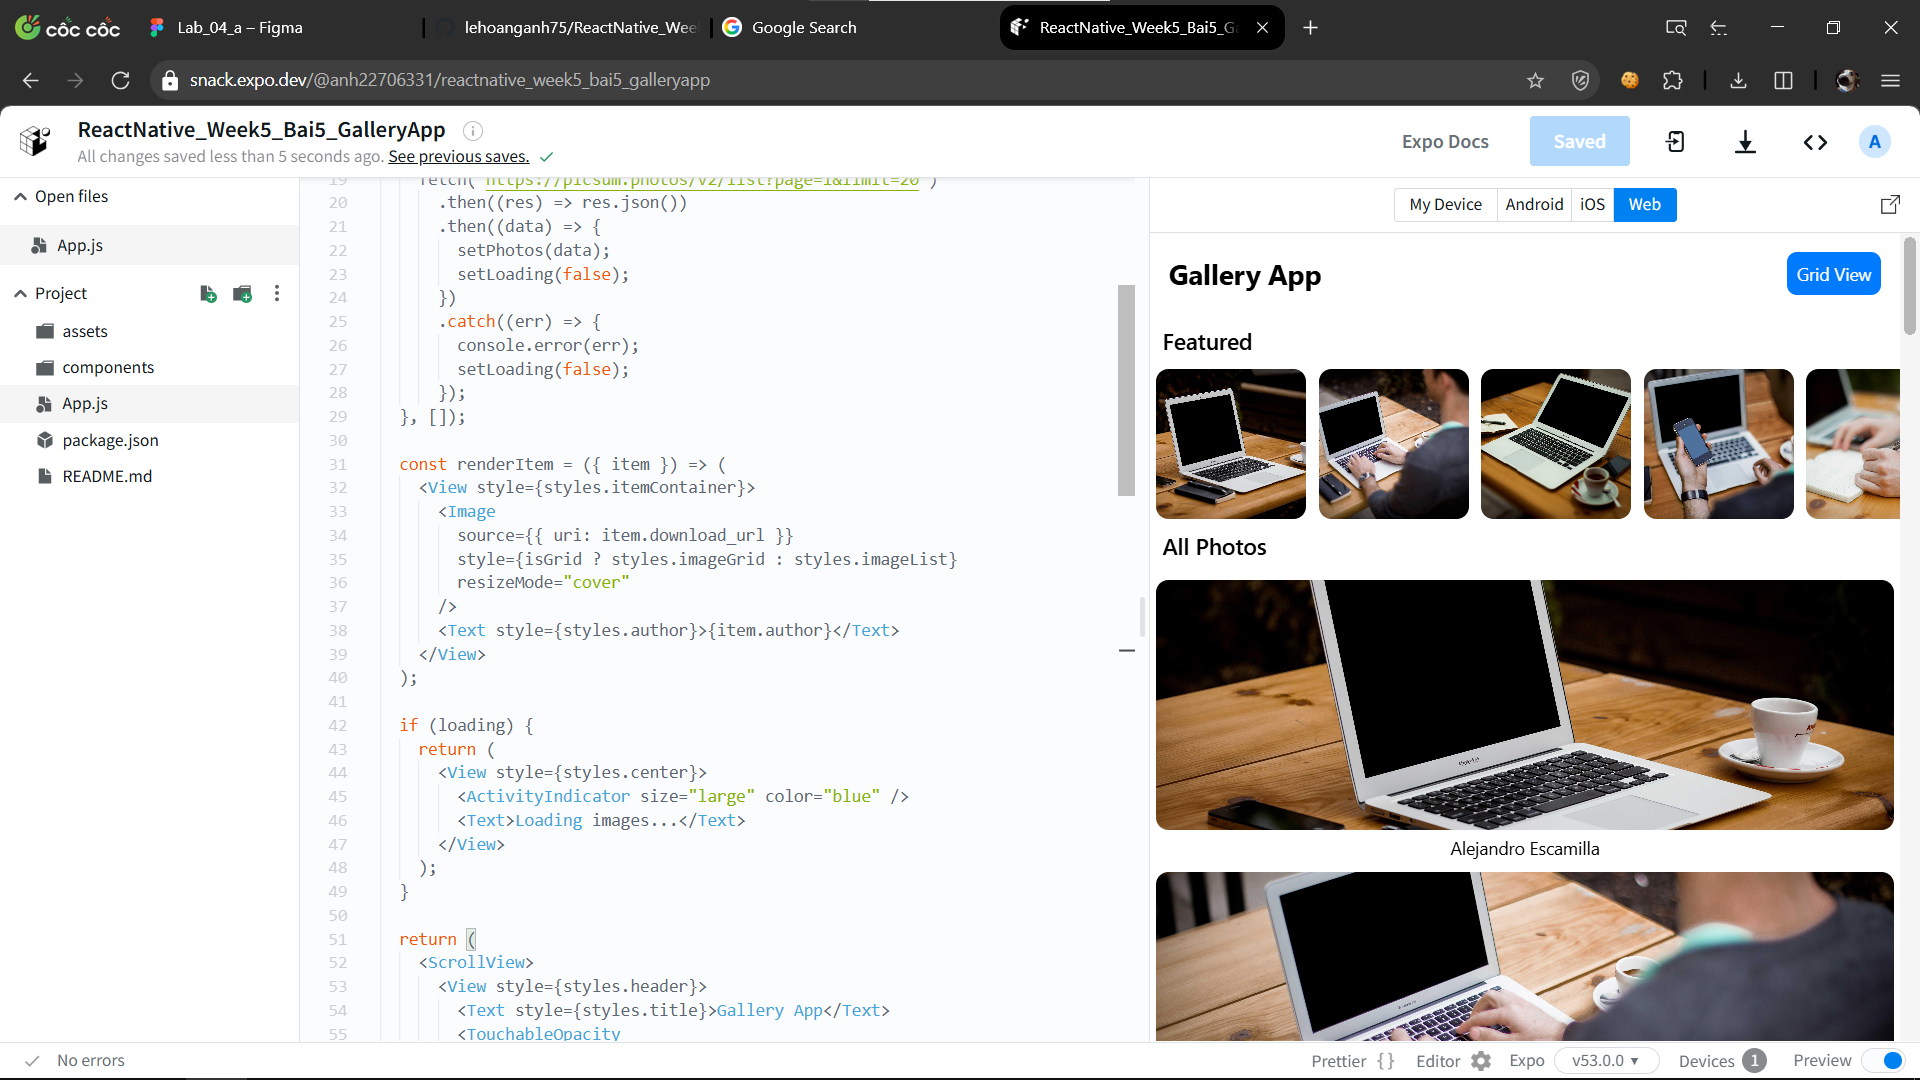 cốc cốc
Lab_04_a – Figma
lehoanganh75/ReactNative_Wee
Google Search
ReactNative_Week5_Bai5_G
snack.expo.dev/@anh22706331/reactnative_week5_bai5_galleryapp
ReactNative_Week5_Bai5_GalleryApp
All changes saved less than 5 seconds ago. See previous saves.
Expo Docs
Saved
A
Open files
App.js
Project
assets
components
App.js
package.json
README.md
19 fetch("https://picsum.photos/v2/list?page=1&limit=20")
20 .then((res) => res.json())
21 .then((data) => {
22 setPhotos(data);
23 setLoading(false);
24 })
25 .catch((err) => {
26 console.error(err);
27 setLoading(false);
28 });
29 }, []);
30
31 const renderItem = ({ item }) => (
32 <View style={styles.itemContainer}>
33 <Image
34 source={{ uri: item.download_url }}
35 style={isGrid ? styles.imageGrid : styles.imageList}
36 resizeMode="cover"
37 />
38 <Text style={styles.author}>{item.author}</Text>
39 </View>
40 );
41
42 if (loading) {
43 return (
44 <View style={styles.center}>
45 <ActivityIndicator size="large" color="blue" />
46 <Text>Loading images...</Text>
47 </View>
48 );
49 }
50
51 return (
52 <ScrollView>
53 <View style={styles.header}>
54 <Text style={styles.title}>Gallery App</Text>
55 <TouchableOpacity
My Device
Android
iOS
Web
Gallery App
Grid View
Featured
All Photos
Alejandro Escamilla
No errors
Prettier {}
Editor
Expo
v53.0.0
Devices 1
Preview